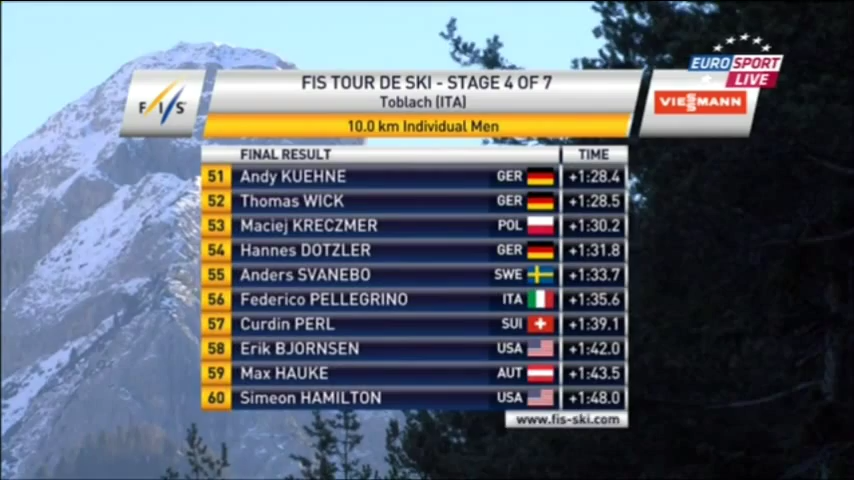 EUROSPORT
LIVE
FIS
FIS TOUR DE SKI - STAGE 4 OF 7
Toblach (ITA)
10.0 km Individual Men
VIESSMANN
FINAL RESULT TIME
51 Andy KUEHNE GER +1:28.4
52 Thomas WICK GER +1:28.5
53 Maciej KRECZMER POL +1:30.2
54 Hannes DOTZLER GER +1:31.8
55 Anders SVANEBO SWE +1:33.7
56 Federico PELLEGRINO ITA +1:35.6
57 Curdin PERL SUI +1:39.1
58 Erik BJORNSEN USA +1:42.0
59 Max HAUKE AUT +1:43.5
60 Simeon HAMILTON USA +1:48.0
www.fis-ski.com